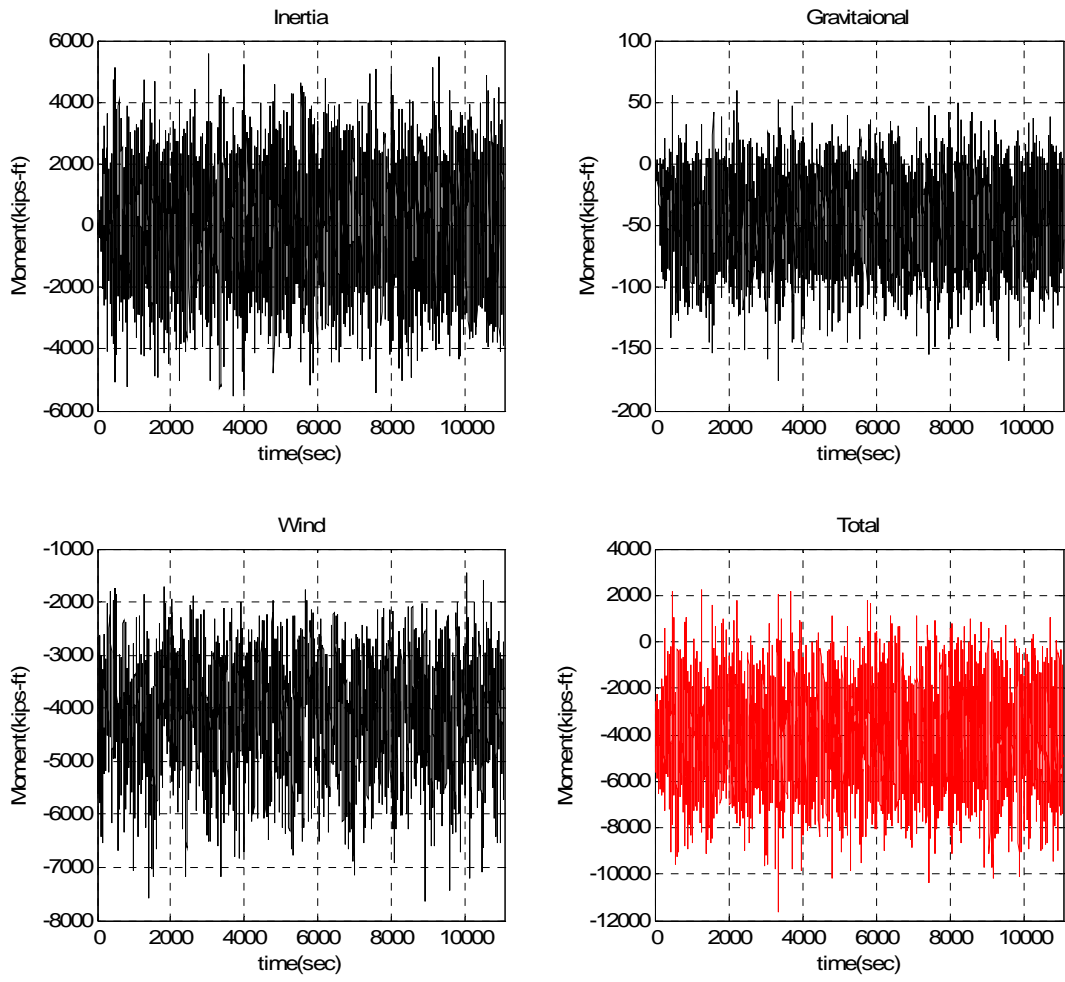 Inertia
Moment(kips-ft)
6000
4000
2000
0
-2000
-4000
-6000
0 2000 4000 6000 8000 10000
time(sec)
Gravitaional
Moment(kips-ft)
100
50
0
-50
-100
-150
-200
0 2000 4000 6000 8000 10000
time(sec)
Wind
Moment(kips-ft)
-1000
-2000
-3000
-4000
-5000
-6000
-7000
-8000
0 2000 4000 6000 8000 10000
time(sec)
Total
Moment(kips-ft)
4000
2000
0
-2000
-4000
-6000
-8000
-10000
-12000
0 2000 4000 6000 8000 10000
time(sec)